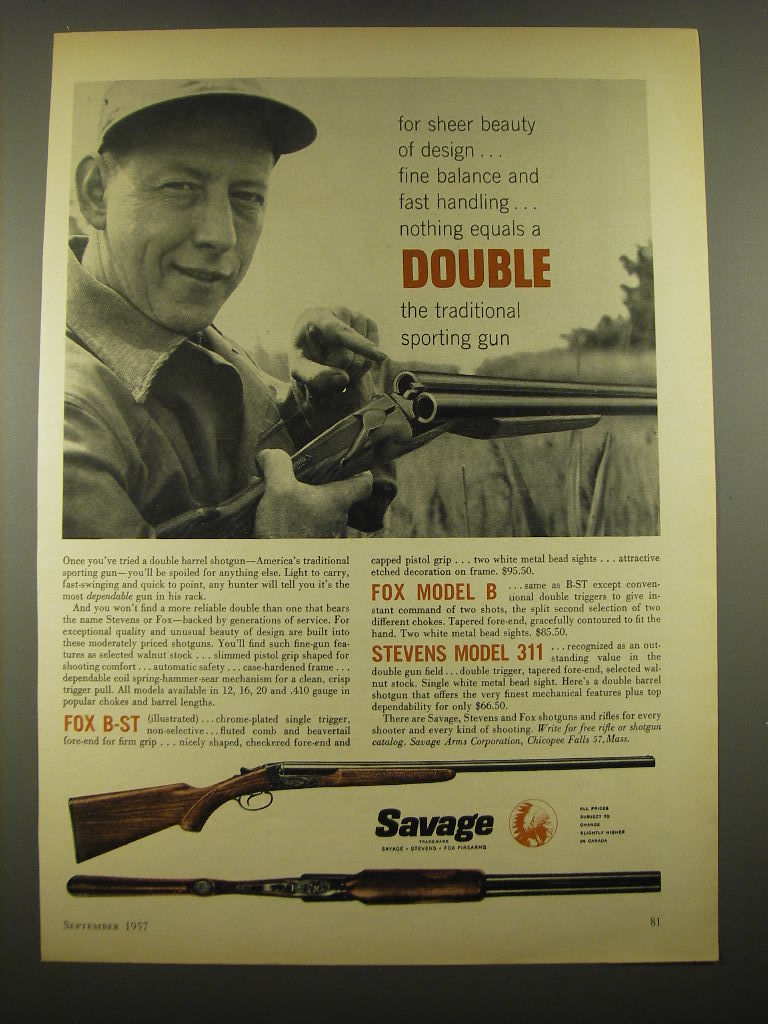 for sheer beauty
of design . . .
fine balance and
fast handling . . .
nothing equals a
DOUBLE
the traditional
sporting gun
Once you've tried a double barrel shotgun—America's traditional
sporting gun—you'll be spoiled for anything else. Light to carry,
fast-swinging and quick to point, any hunter will tell you it's the
most dependable gun in his rack.
And you won't find a more reliable double than one that bears
the name Stevens or Fox—backed by generations of service. For
exceptional quality and unusual beauty of design are built into
these moderately priced shotguns. You'll find such fine-gun fea-
tures as selected walnut stock . . . slimmed pistol grip shaped for
shooting comfort . . . automatic safety . . . case-hardened frame . . .
dependable coil spring-hammer-sear mechanism for a clean, crisp
trigger pull. All models available in 12, 16, 20 and .410 gauge in
popular chokes and barrel lengths.
FOX B-ST (illustrated) . . . chrome-plated single trigger,
non-selective . . . fluted comb and beavertail
fore-end for firm grip . . . nicely shaped, checkered fore-end and
capped pistol grip . . . two white metal bead sights . . . attractive
etched decoration on frame. $95.50.
FOX MODEL B . . . same as B-ST except conven-
tional double triggers to give in-
stant command of two shots, the split second selection of two
different chokes. Tapered fore-end, gracefully contoured to fit the
hand. Two white metal bead sights. $85.50.
STEVENS MODEL 311 . . . recognized as an out-
standing value in the
double gun field . . . double trigger, tapered fore-end, selected wal-
nut stock. Single white metal bead sight. Here's a double barrel
shotgun that offers the very finest mechanical features plus top
dependability for only $66.50.
There are Savage, Stevens and Fox shotguns and rifles for every
shooter and every kind of shooting. Write for free rifle or shotgun
catalog. Savage Arms Corporation, Chicopee Falls 57, Mass.
Savage
TRADEMARK
SAVAGE • STEVENS • FOX FIREARMS
ALL PRICES
SUBJECT TO
CHANGE
SLIGHTLY HIGHER
IN CANADA
SEPTEMBER 1957
81